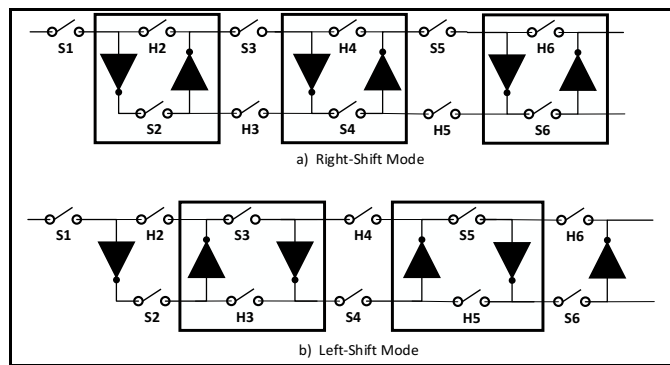 S1 H2 S3 H4 S5 H6
S2 H3 S4 H5 S6
a) Right-Shift Mode
S1 H2 S3 H4 S5 H6
S2 H3 S4 H5 S6
b) Left-Shift Mode